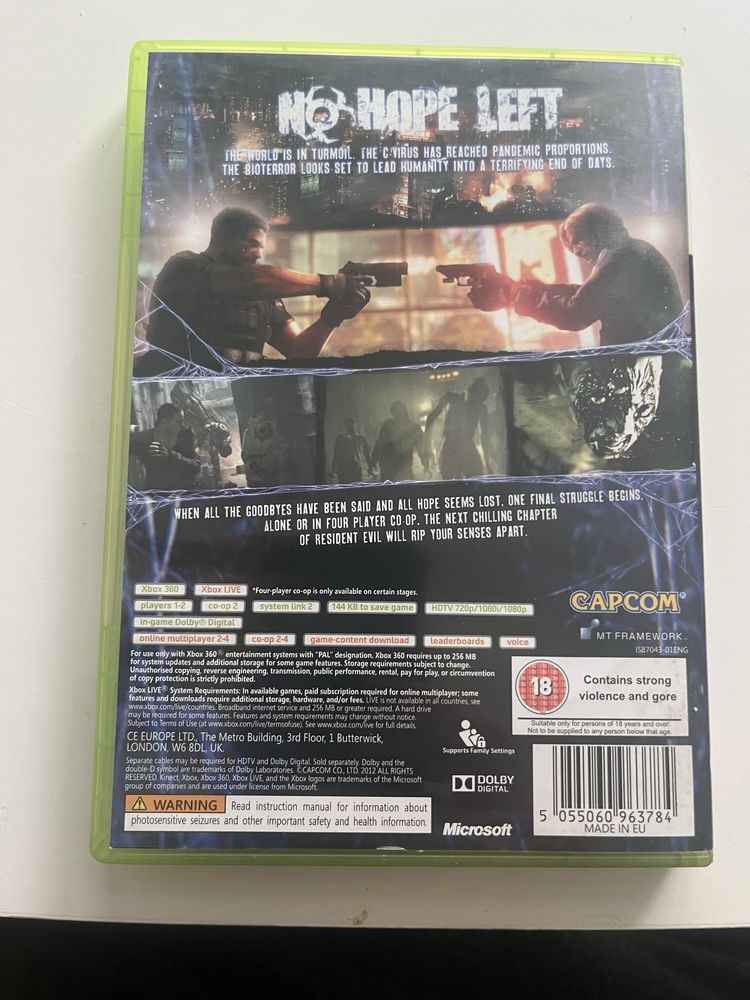 NO HOPE LEFT
THE WORLD IS IN TURMOIL. THE C-VIRUS HAS REACHED PANDEMIC PROPORTIONS.
THE BIOTERROR LOOKS SET TO LEAD HUMANITY INTO A TERRIFYING END OF DAYS.
WHEN ALL THE GOODBYES HAVE BEEN SAID AND ALL HOPE SEEMS LOST, ONE FINAL STRUGGLE BEGINS.
ALONE OR IN FOUR PLAYER CO-OP, THE NEXT CHILLING CHAPTER
OF RESIDENT EVIL WILL RIP YOUR SENSES APART.
Xbox 360 Xbox LIVE *Four-player co-op is only available on certain stages.
players 1-2 co-op 2 system link 2 144 KB to save game HDTV 720p/1080i/1080p
in-game Dolby® Digital
online multiplayer 2-4 co-op 2-4 game-content download leaderboards voice
For use only with Xbox 360® entertainment systems with "PAL" designation. Xbox 360 requires up to 256 MB
for system updates and additional storage for some game features. Storage requirements subject to change.
Unauthorised copying, reverse engineering, transmission, public performance, rental, pay for play, or circumvention
of copy protection is strictly prohibited.
Xbox LIVE® System Requirements: In available games, paid subscription required for online multiplayer; some
features and downloads require additional storage, hardware, and/or fees. LIVE is not available in all countries, see
www.xbox.com/live/countries. Broadband internet service and 256 MB or greater required. A hard drive
may be required for some features. Features and system requirements may change without notice.
Subject to Terms of Use (at www.xbox.com/live/termsofuse). See www.xbox.com/live for full details.
CE EUROPE LTD., The Metro Building, 3rd Floor, 1 Butterwick,
LONDON, W6 8DL, UK.
Separate cables may be required for HDTV and Dolby Digital. Sold separately. Dolby and the
double-D symbol are trademarks of Dolby Laboratories. ©CAPCOM CO., LTD. 2012 ALL RIGHTS
RESERVED. Kinect, Xbox, Xbox 360, Xbox LIVE, and the Xbox logos are trademarks of the Microsoft
group of companies and are used under license from Microsoft.
WARNING Read instruction manual for information about
photosensitive seizures and other important safety and health information.
Supports Family Settings
DOLBY
DIGITAL
Microsoft
CAPCOM®
MT FRAMEWORK™
IS87043-01ENG
18
Contains strong
violence and gore
Suitable only for persons of 18 years and over.
Not to be supplied to any person below that age.
5 055060 963784
MADE IN EU